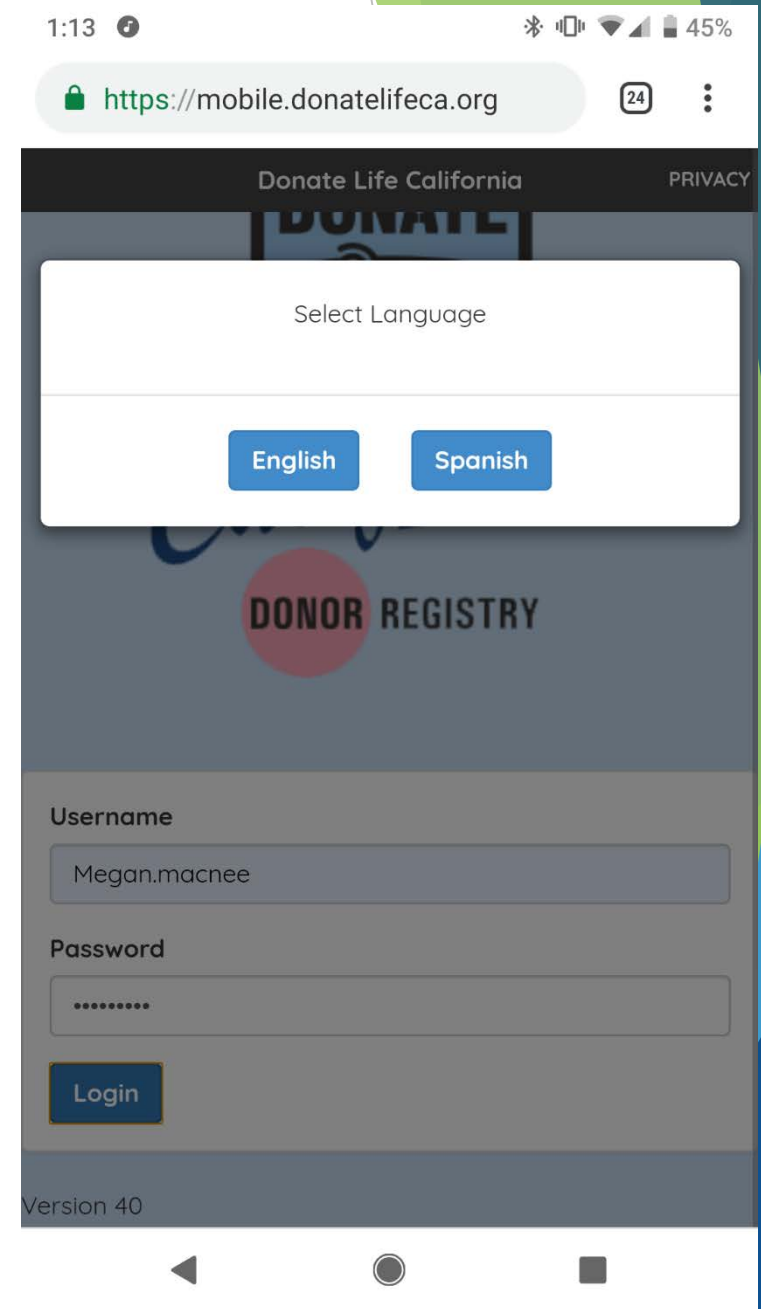 1:13 45%
https://mobile.donatelifeca.org 24
Donate Life California PRIVACY
DONATE
Select Language
English Spanish
DONOR REGISTRY
Username
Megan.macnee
Password
•••••••••
Login
Version 40